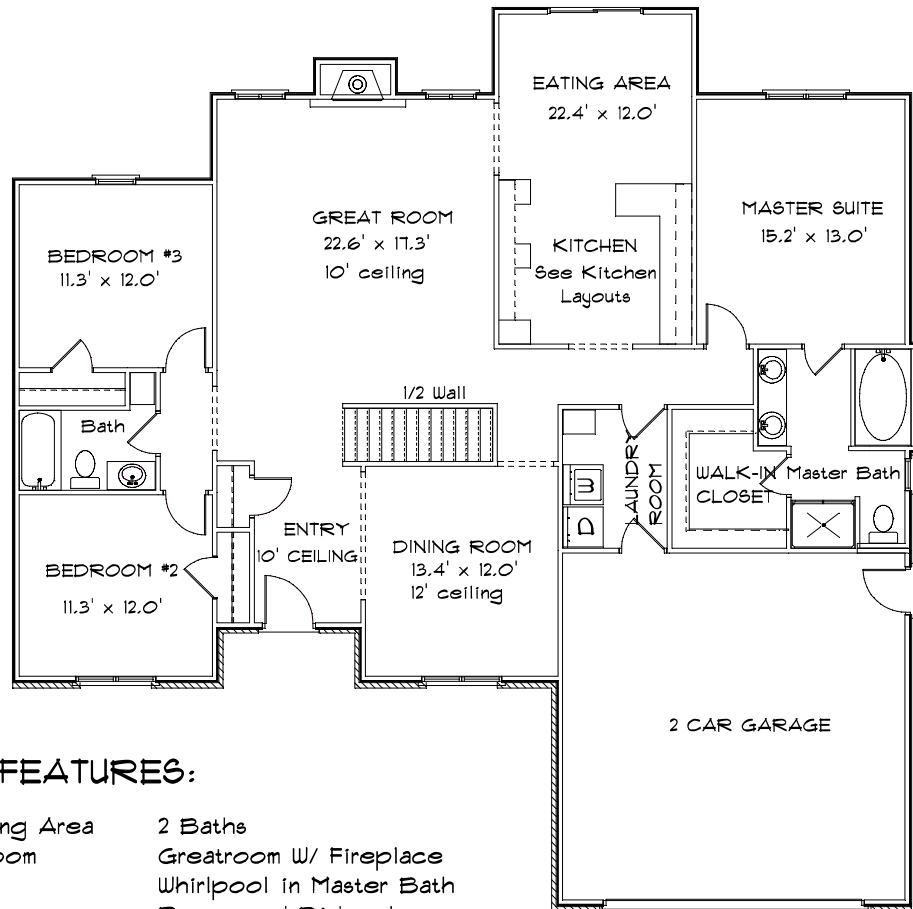 EATING AREA
22.4' x 12.0'
MASTER SUITE
15.2' x 13.0'
GREAT ROOM
22.6' x 17.3'
10' ceiling
KITCHEN
See Kitchen
Layouts
BEDROOM #3
11.3' x 12.0'
1/2 Wall
Bath
LAUNDRY
ROOM
W
D
WALK-IN
CLOSET
Master Bath
ENTRY
10' CEILING
DINING ROOM
13.4' x 12.0'
12' ceiling
BEDROOM #2
11.3' x 12.0'
2 CAR GARAGE
FEATURES:
Area
2 Baths
Greatroom W/ Fireplace
Whirlpool in Master Bath